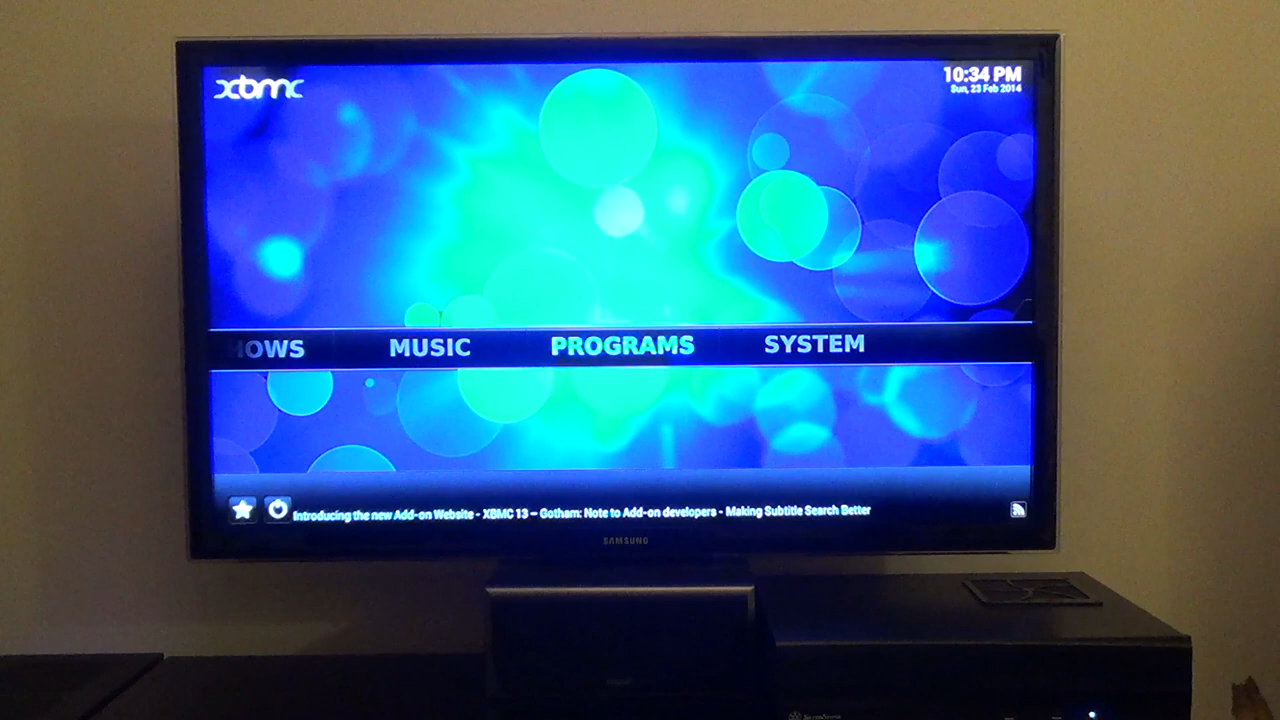 xbmc
10:34 PM
Sun, 23 Feb 2014
HOWS MUSIC PROGRAMS SYSTEM
Introducing the new Add-on Website - XBMC 13 – Gotham: Note to Add-on developers - Making Subtitle Search Better
SAMSUNG